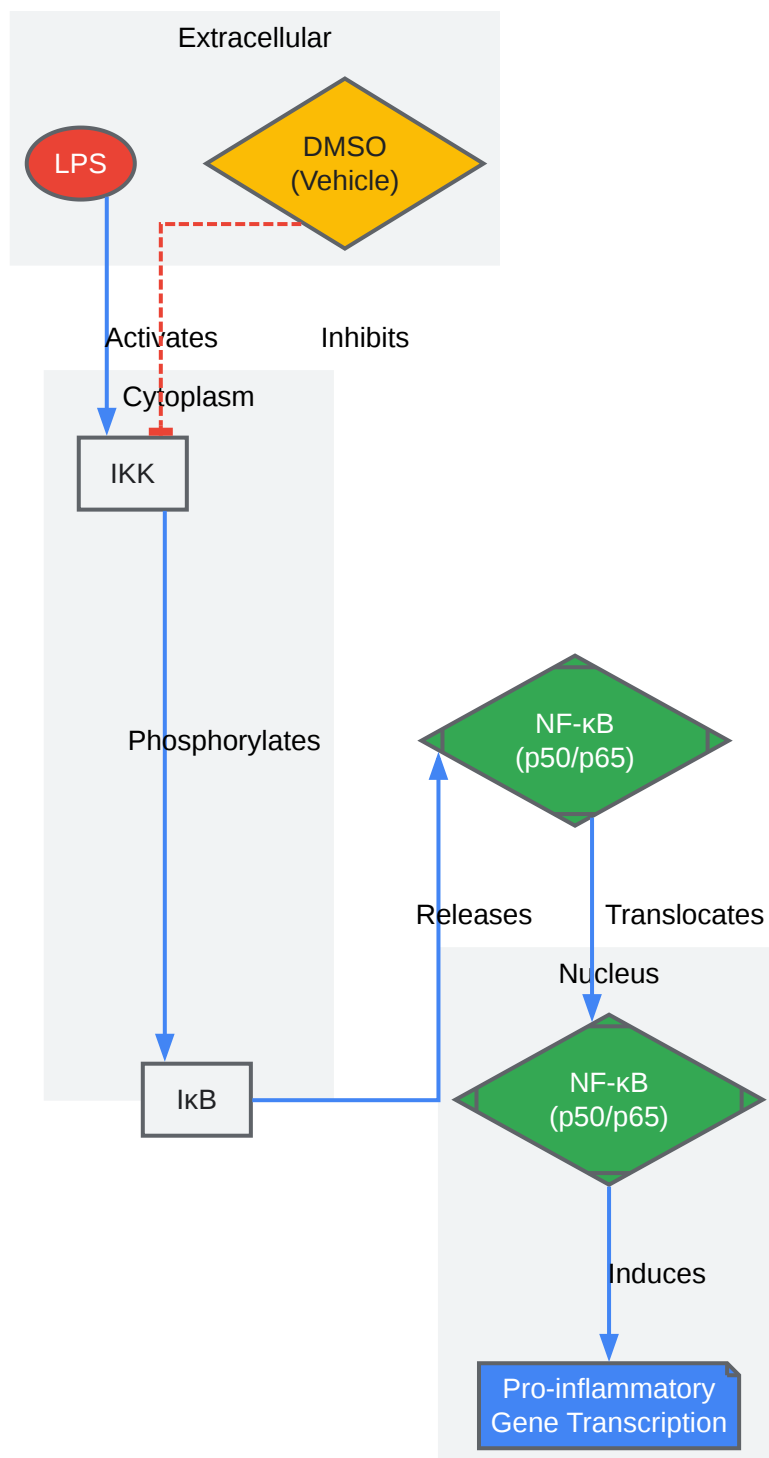 Extracellular
LPS
DMSO
(Vehicle)
Activates
Inhibits
Cytoplasm
IKK
Phosphorylates
NF-κB
(p50/p65)
Releases
Translocates
Nucleus
IκB
NF-κB
(p50/p65)
Induces
Pro-inflammatory
Gene Transcription